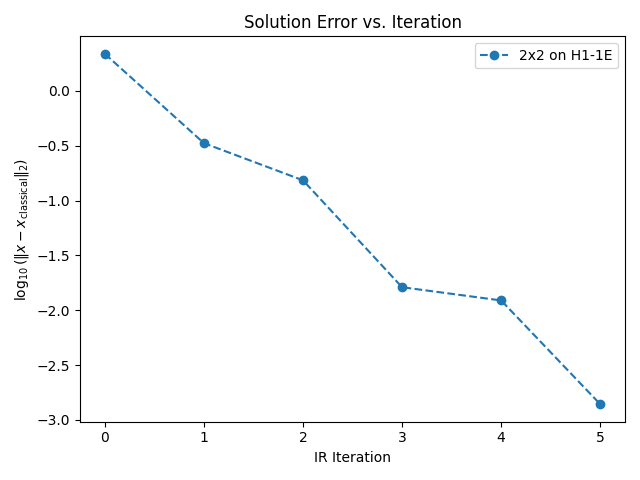 Solution Error vs. Iteration
2x2 on H1-1E
log₁₀(‖x − x_classical‖₂)
0.0
−0.5
−1.0
−1.5
−2.0
−2.5
−3.0
0 1 2 3 4 5
IR Iteration